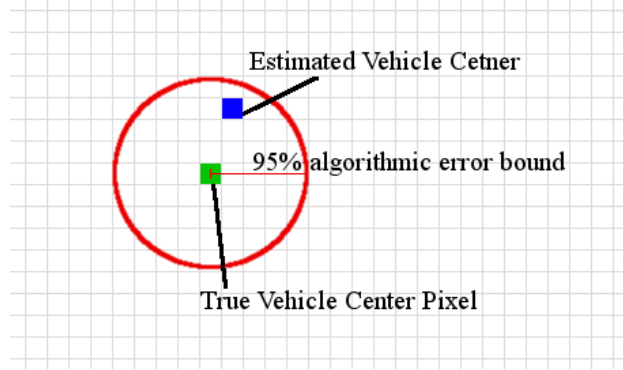 Estimated Vehicle Cetner
95% algorithmic error bound
True Vehicle Center Pixel